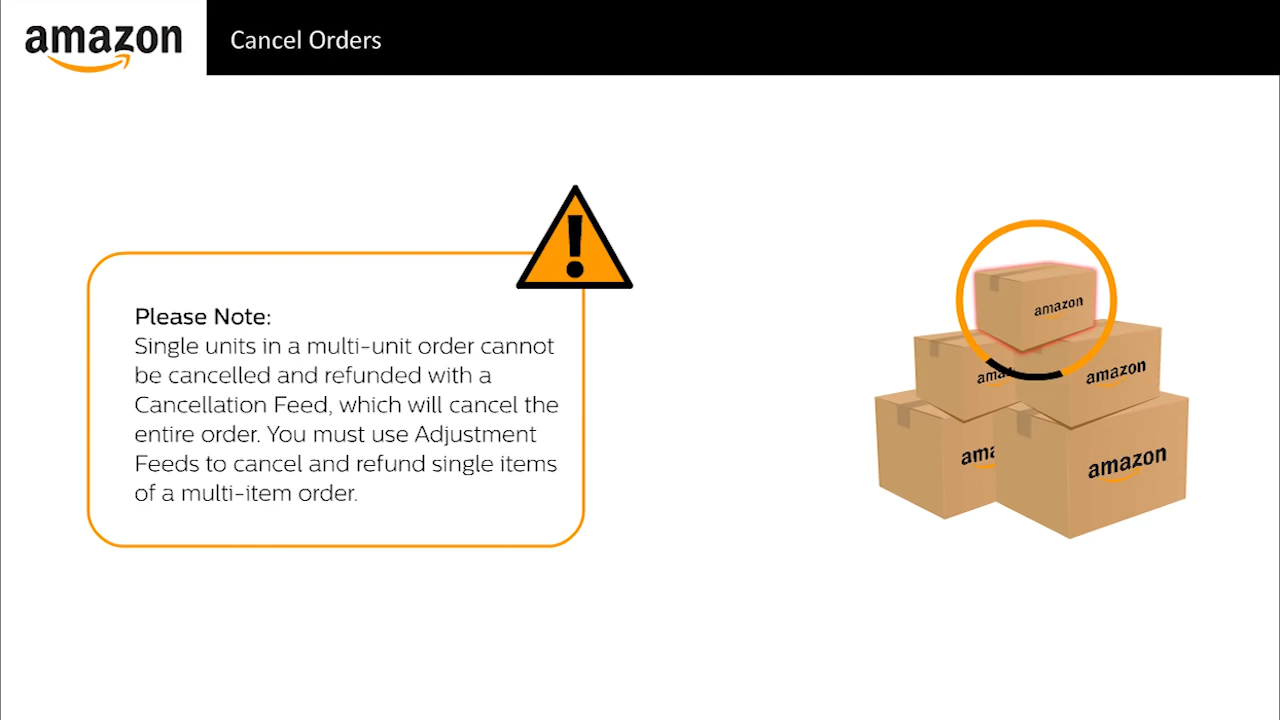 amazon
Cancel Orders
Please Note:
Single units in a multi-unit order cannot
be cancelled and refunded with a
Cancellation Feed, which will cancel the
entire order. You must use Adjustment
Feeds to cancel and refund single items
of a multi-item order.
amazon
ama
amazon
ama
amazon